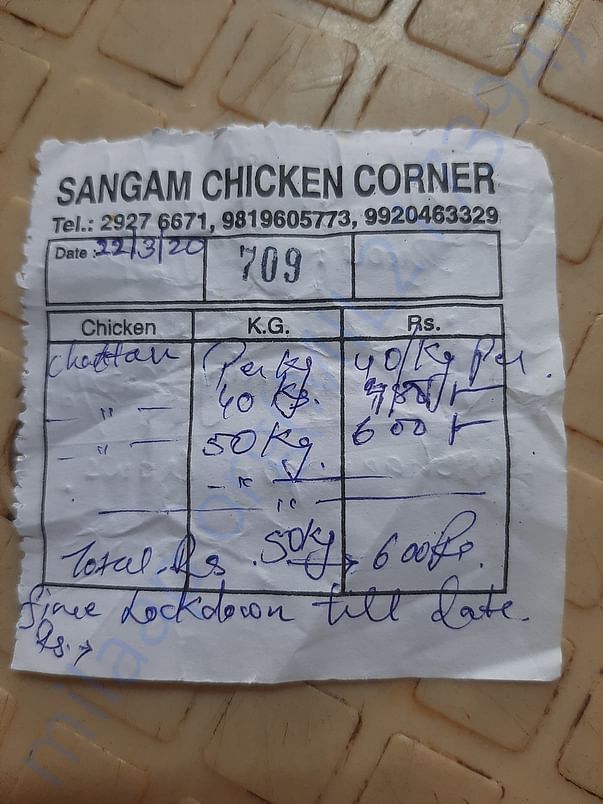 SANGAM CHICKEN CORNER
Tel.: 2927 6671, 9819605773, 9920463329
Date : 22/3/20 709
Chicken K.G. Rs.
Per Kg 40/Kg Per.
— " — 40 Kg.
— " — 50 Kg. 600
— " —
"
Total. Rs. 50Kg 600Rs.
Since Lockdown till date.
Rs.